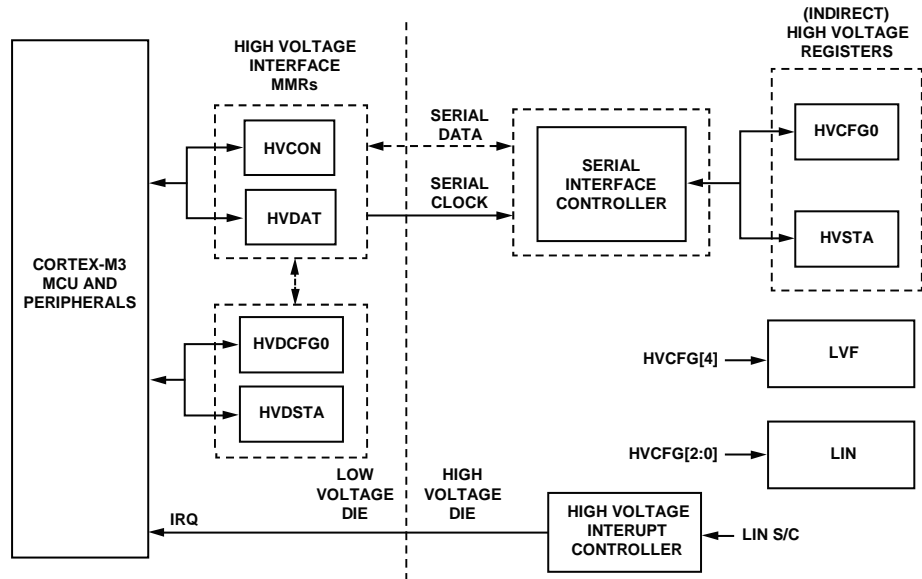 (INDIRECT)
HIGH VOLTAGE
REGISTERS
HIGH VOLTAGE
INTERFACE
MMRs
HVCON
HVDAT
SERIAL
DATA
SERIAL
CLOCK
SERIAL
INTERFACE
CONTROLLER
HVCFG0
HVSTA
CORTEX-M3
MCU AND
PERIPHERALS
HVDCFG0
HVDSTA
HVCFG[4]
LVF
HVCFG[2:0]
LIN
LOW
VOLTAGE
DIE
HIGH
VOLTAGE
DIE
IRQ
HIGH VOLTAGE
INTERUPT
CONTROLLER
LIN S/C